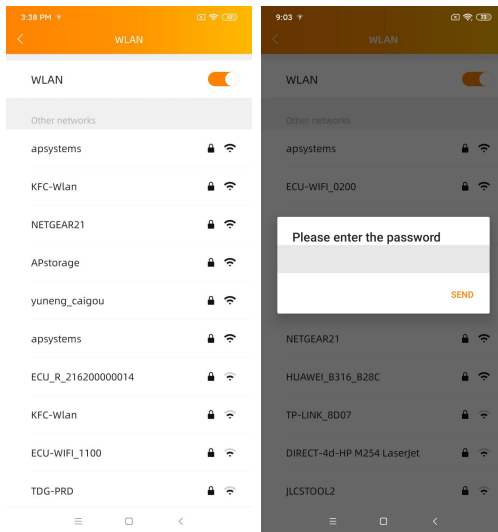 3:38 PM
67
WLAN
WLAN
Other networks
apsystems
KFC-Wlan
NETGEAR21
APstorage
yuneng_caigou
apsystems
ECU_R_216200000014
KFC-Wlan
ECU-WIFI_1100
TDG-PRD
9:03
WLAN
WLAN
Other networks
apsystems
ECU-WIFI_0200
Please enter the password
SEND
NETGEAR21
HUAWEI_B316_B28C
TP-LINK_8D07
DIRECT-4d-HP M254 LaserJet
JLCSTOOL2